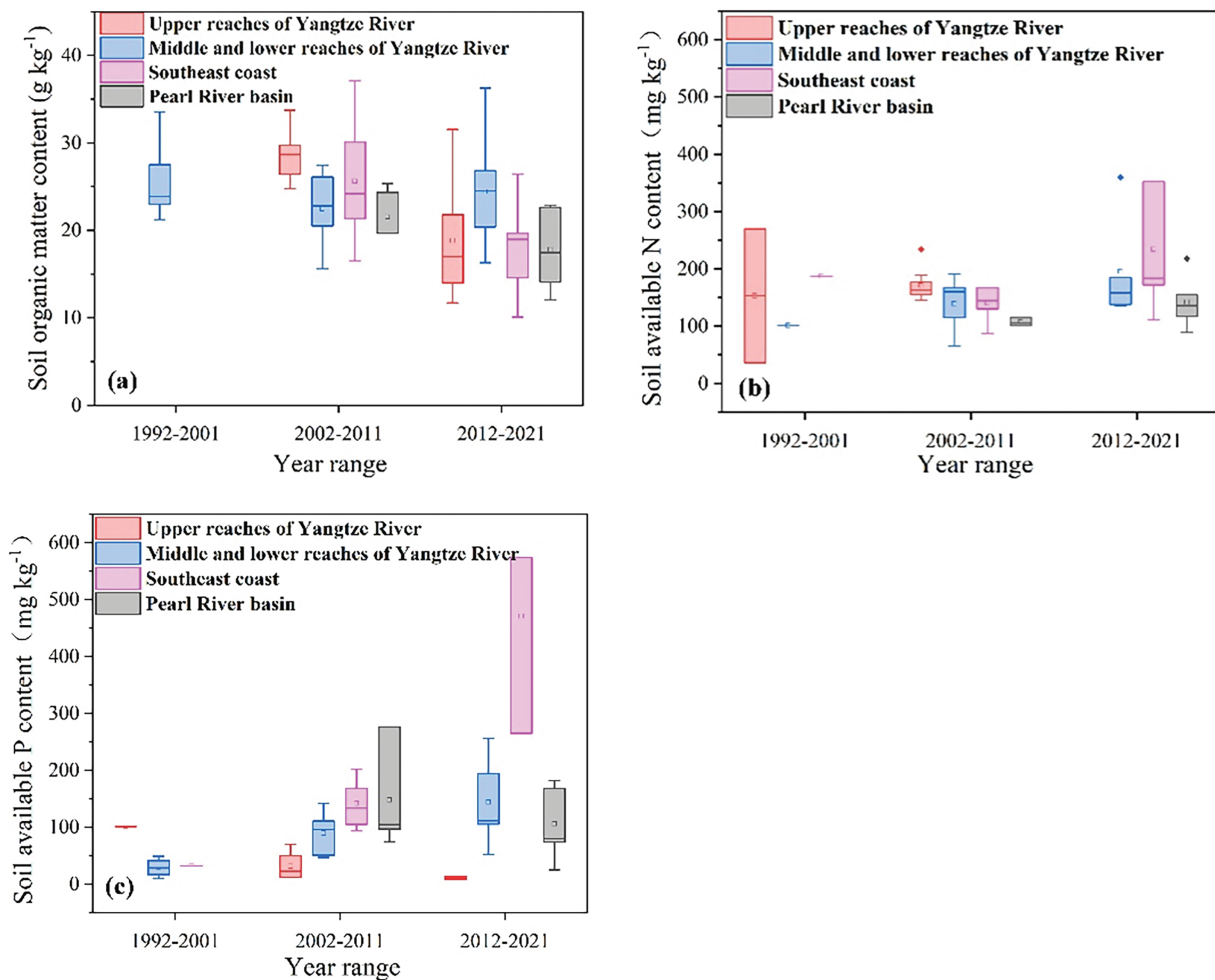 Upper reaches of Yangtze River
Middle and lower reaches of Yangtze River
Southeast coast
Pearl River basin
Soil organic matter content (g kg⁻¹)
40
30
20
10
0
(a)
1992-2001
2002-2011
2012-2021
Year range
Upper reaches of Yangtze River
Middle and lower reaches of Yangtze River
Southeast coast
Pearl River basin
Soil available N content（mg kg⁻¹）
600
500
400
300
200
100
0
(b)
1992-2001
2002-2011
2012-2021
Year range
Upper reaches of Yangtze River
Middle and lower reaches of Yangtze River
Southeast coast
Pearl River basin
Soil available P content（mg kg⁻¹）
600
500
400
300
200
100
0
(c)
1992-2001
2002-2011
2012-2021
Year range